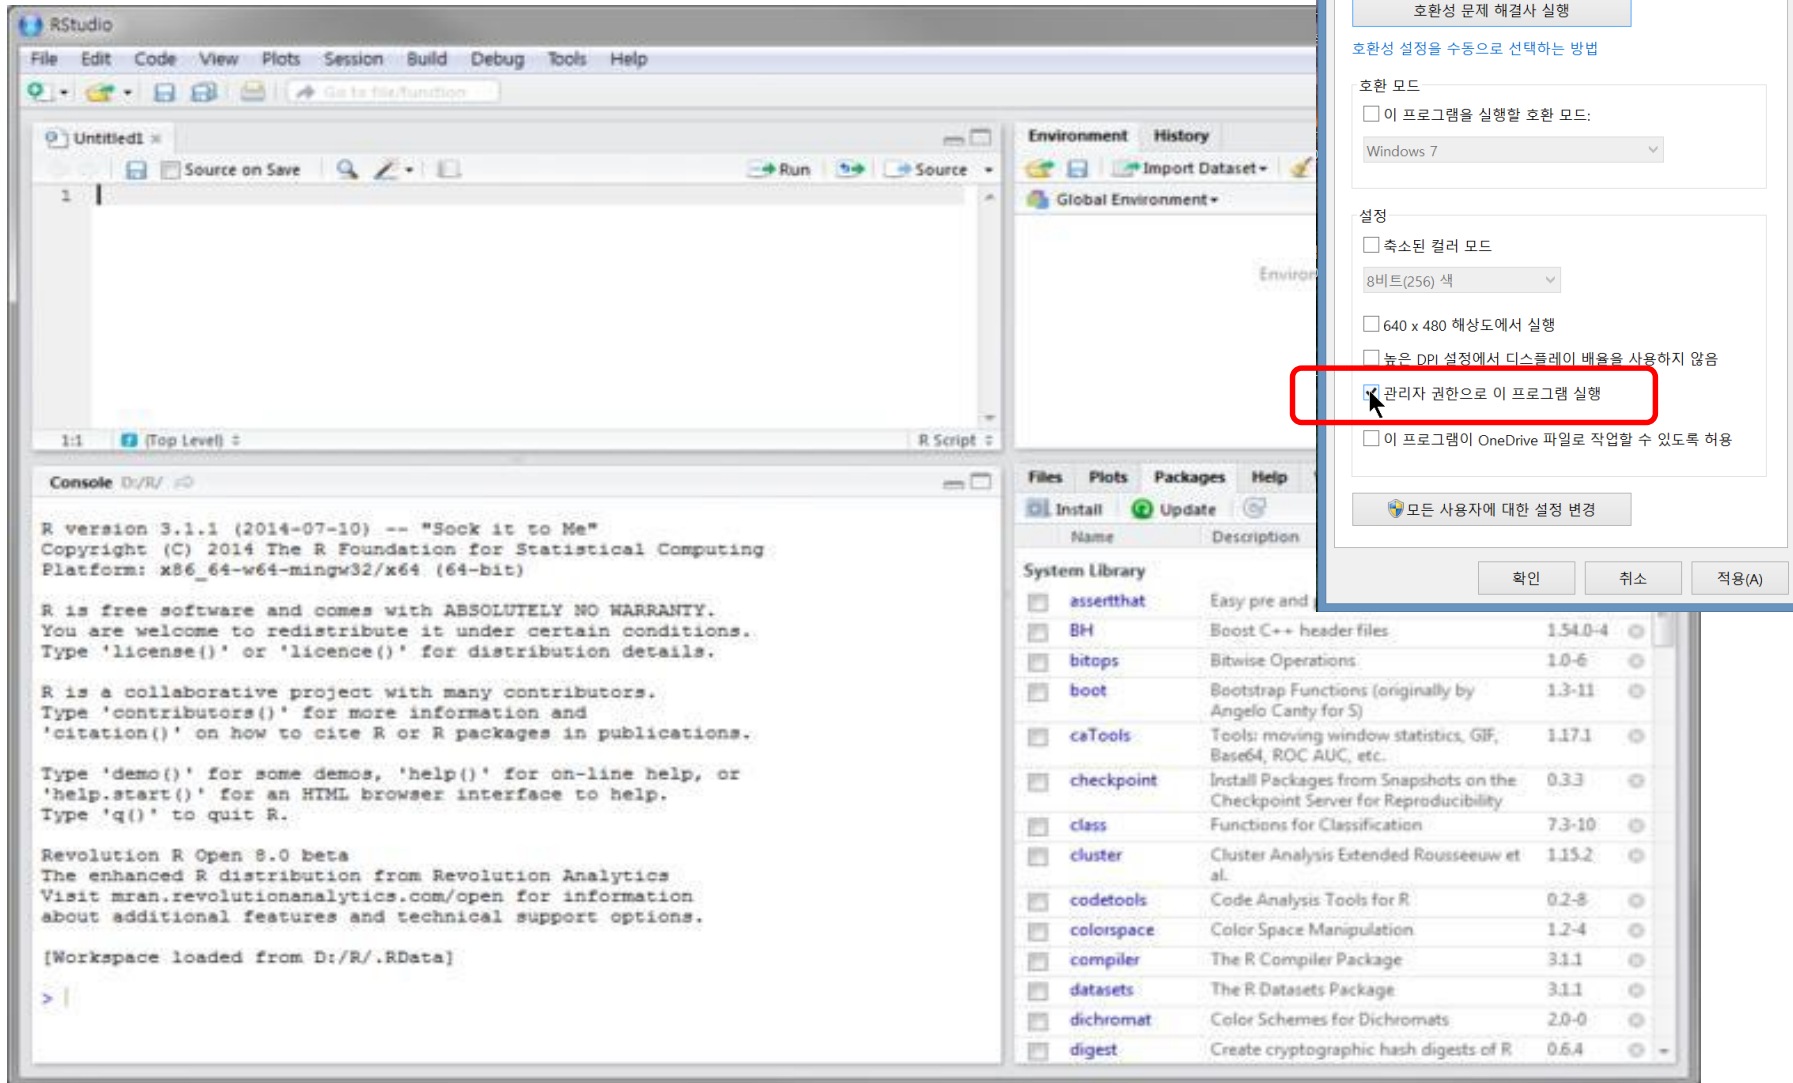 RStudio
File Edit Code View Plots Session Build Debug Tools Help
Go to file/function
Untitled1
Source on Save
Run
Source
1
1:1
(Top Level)
R Script
Console D:/R/
R version 3.1.1 (2014-07-10) -- "Sock it to Me"
Copyright (C) 2014 The R Foundation for Statistical Computing
Platform: x86_64-w64-mingw32/x64 (64-bit)
R is free software and comes with ABSOLUTELY NO WARRANTY.
You are welcome to redistribute it under certain conditions.
Type 'license()' or 'licence()' for distribution details.
R is a collaborative project with many contributors.
Type 'contributors()' for more information and
'citation()' on how to cite R or R packages in publications.
Type 'demo()' for some demos, 'help()' for on-line help, or
'help.start()' for an HTML browser interface to help.
Type 'q()' to quit R.
Revolution R Open 8.0 beta
The enhanced R distribution from Revolution Analytics
Visit mran.revolutionanalytics.com/open for information
about additional features and technical support options.
[Workspace loaded from D:/R/.RData]
>
Environment History
Import Dataset
Global Environment
Environ
Files Plots Packages Help
Install Update
Name Description
System Library
assertthat Easy pre and
BH Boost C++ header files 1.54.0-4
bitops Bitwise Operations 1.0-6
boot Bootstrap Functions (originally by 1.3-11
Angelo Canty for S)
caTools Tools: moving window statistics, GIF, 1.17.1
Base64, ROC AUC, etc.
checkpoint Install Packages from Snapshots on the 0.3.3
Checkpoint Server for Reproducibility
class Functions for Classification 7.3-10
cluster Cluster Analysis Extended Rousseeuw et 1.15.2
al.
codetools Code Analysis Tools for R 0.2-8
colorspace Color Space Manipulation 1.2-4
compiler The R Compiler Package 3.1.1
datasets The R Datasets Package 3.1.1
dichromat Color Schemes for Dichromats 2.0-0
digest Create cryptographic hash digests of R 0.6.4
호환성 문제 해결사 실행
호환성 설정을 수동으로 선택하는 방법
호환 모드
이 프로그램을 실행할 호환 모드:
Windows 7
설정
축소된 컬러 모드
8비트(256) 색
640 x 480 해상도에서 실행
높은 DPI 설정에서 디스플레이 배율을 사용하지 않음
관리자 권한으로 이 프로그램 실행
이 프로그램이 OneDrive 파일로 작업할 수 있도록 허용
모든 사용자에 대한 설정 변경
확인 취소 적용(A)